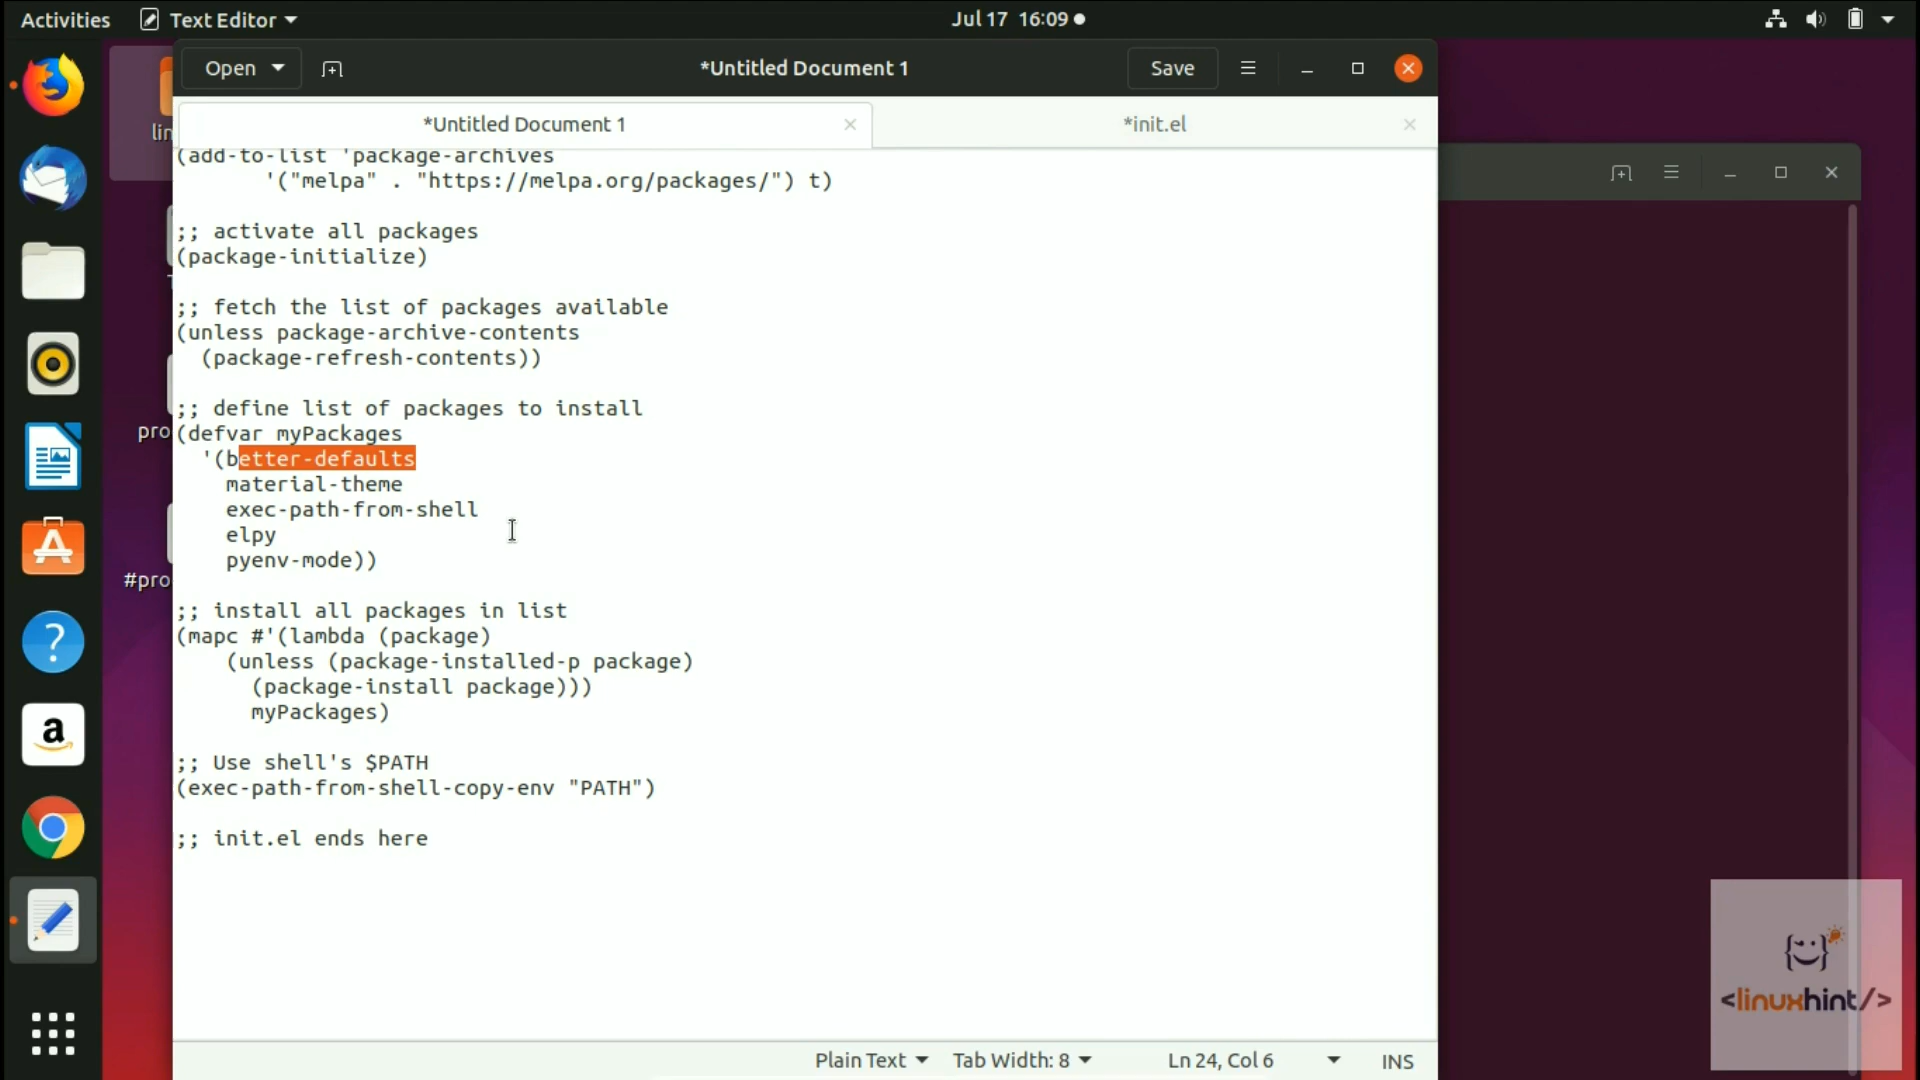 Activities
Text Editor
Jul 17 16:09
Open
*Untitled Document 1
Save
*Untitled Document 1
*init.el
(add-to-list 'package-archives
'("melpa" . "https://melpa.org/packages/") t)
;; activate all packages
(package-initialize)
;; fetch the list of packages available
(unless package-archive-contents
(package-refresh-contents))
;; define list of packages to install
(defvar myPackages
'(better-defaults
material-theme
exec-path-from-shell
elpy
pyenv-mode))
;; install all packages in list
(mapc #'(lambda (package)
(unless (package-installed-p package)
(package-install package)))
myPackages)
;; Use shell's $PATH
(exec-path-from-shell-copy-env "PATH")
;; init.el ends here
lin
pro
#pro
Plain Text
Tab Width: 8
Ln 24, Col 6
INS
<linuxhint/>